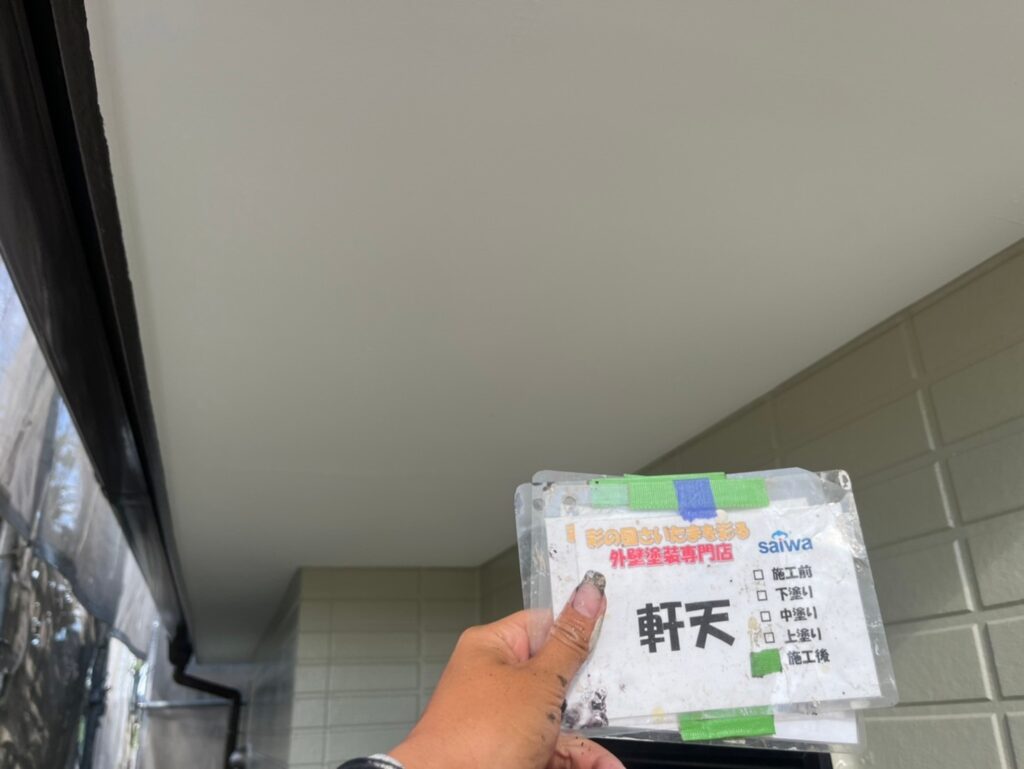 彩の国さいたまを彩る
外壁塗装専門店
saiwa
軒天
施工前
下塗り
中塗り
上塗り
施工後